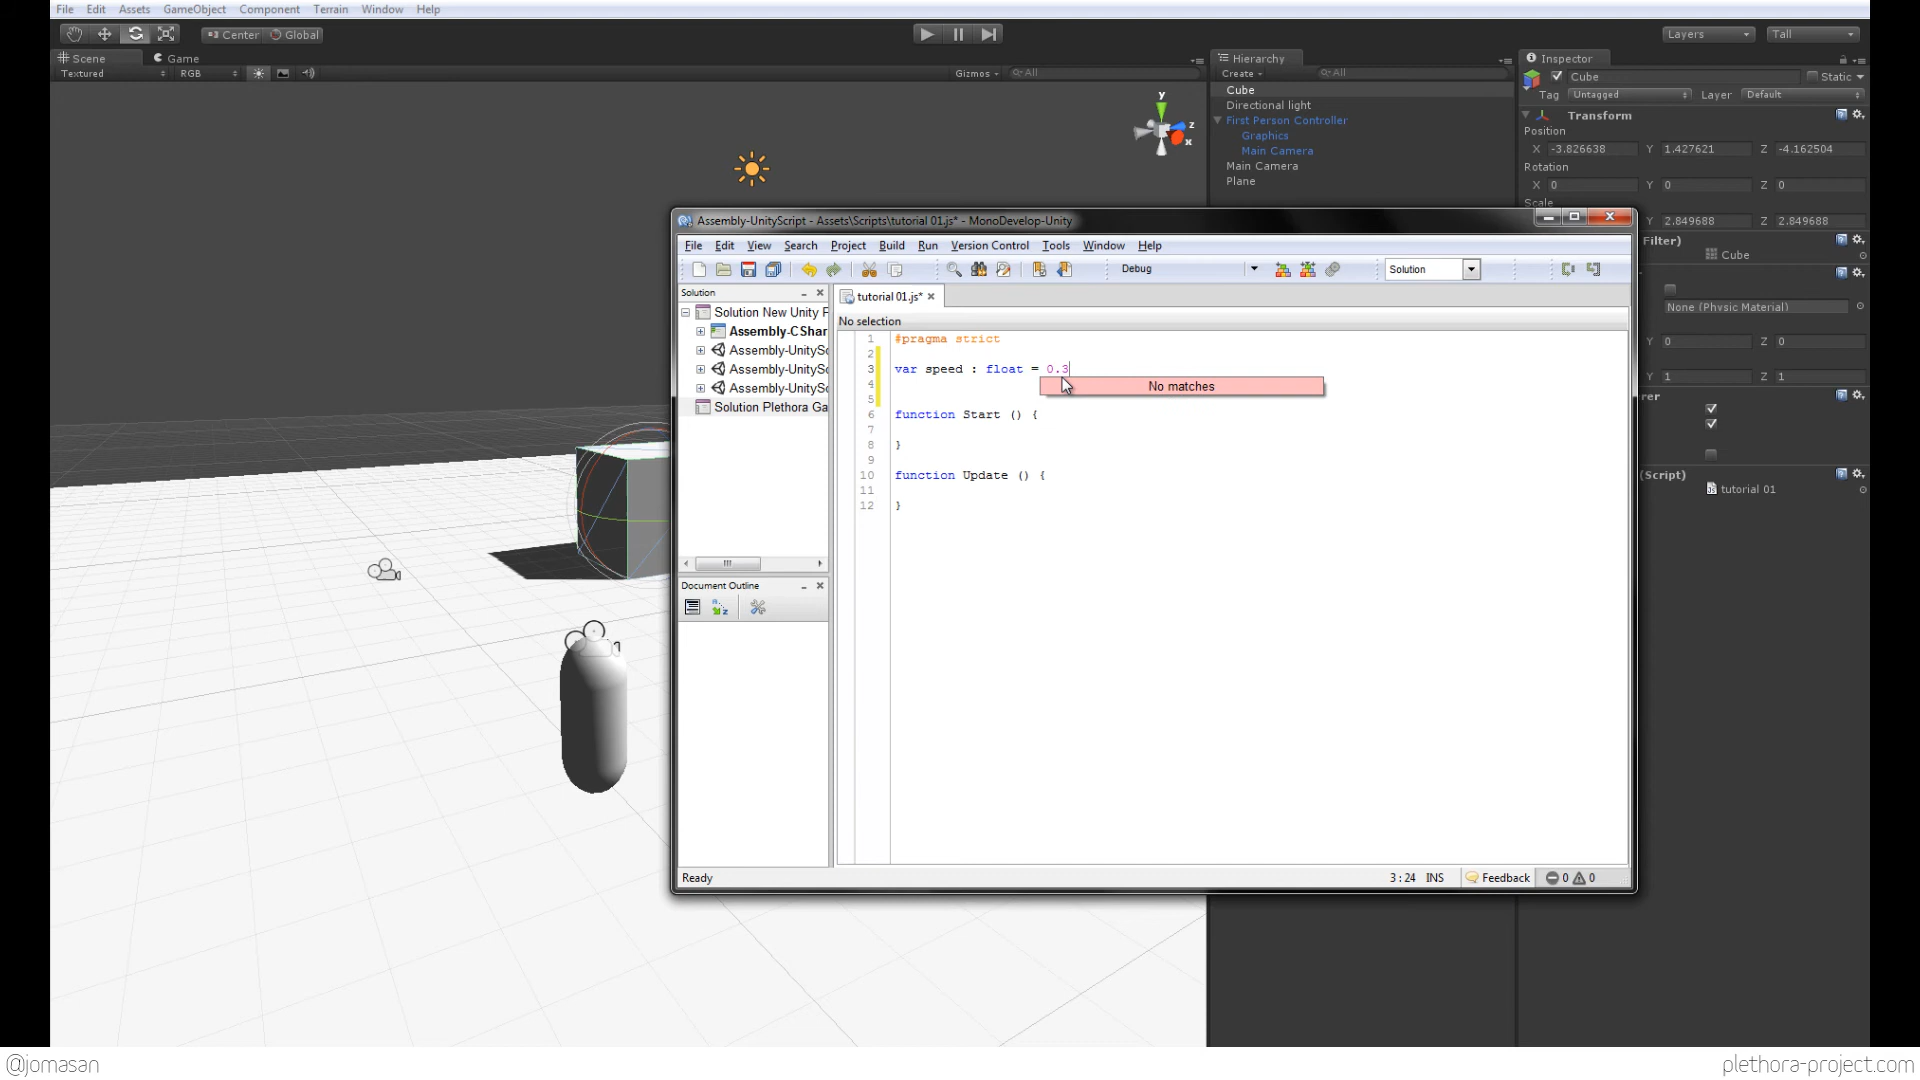 File Edit Assets GameObject Component Terrain Window Help
Center Global
Layers Tall
Scene Game
Textured RGB Gizmos All
Hierarchy
Create All
Cube
Directional light
First Person Controller
Graphics
Main Camera
Main Camera
Plane
Inspector
Cube Static
Tag Untagged Layer Default
Transform
Position
X -3.826638 Y 1.427621 Z -4.162504
Rotation
X 0 Y 0 Z 0
Scale
2.849688 Z 2.849688
Filter)
Cube
None (Physic Material)
0 Z 0
Y 1 Z 1
erer
(Script)
tutorial 01
y
z
x
Assembly-UnityScript - Assets\Scripts\tutorial 01.js* - MonoDevelop-Unity
File Edit View Search Project Build Run Version Control Tools Window Help
Debug Solution
Solution
Solution New Unity P
Assembly-CShar
Assembly-UnitySc
Assembly-UnitySc
Assembly-UnitySc
Solution Plethora Ga
Document Outline
tutorial 01.js*
No selection
1 #pragma strict
2
3 var speed : float = 0.3
No matches
4
5
6 function Start () {
7
8 }
9
10 function Update () {
11
12 }
Ready 3 : 24 INS Feedback 0 0
@jomasan
plethora-project.com